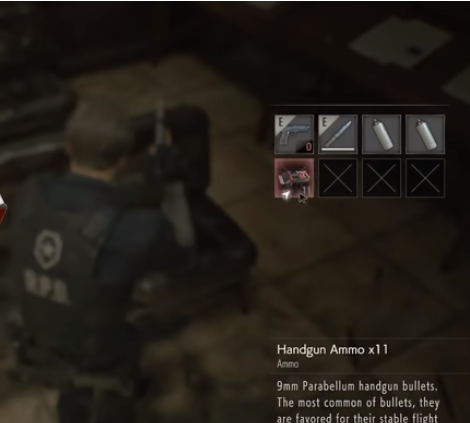 E
0
E
R.P.D.
Handgun Ammo x11
Ammo
9mm Parabellum handgun bullets.
The most common of bullets, they
are favored for their stable flight